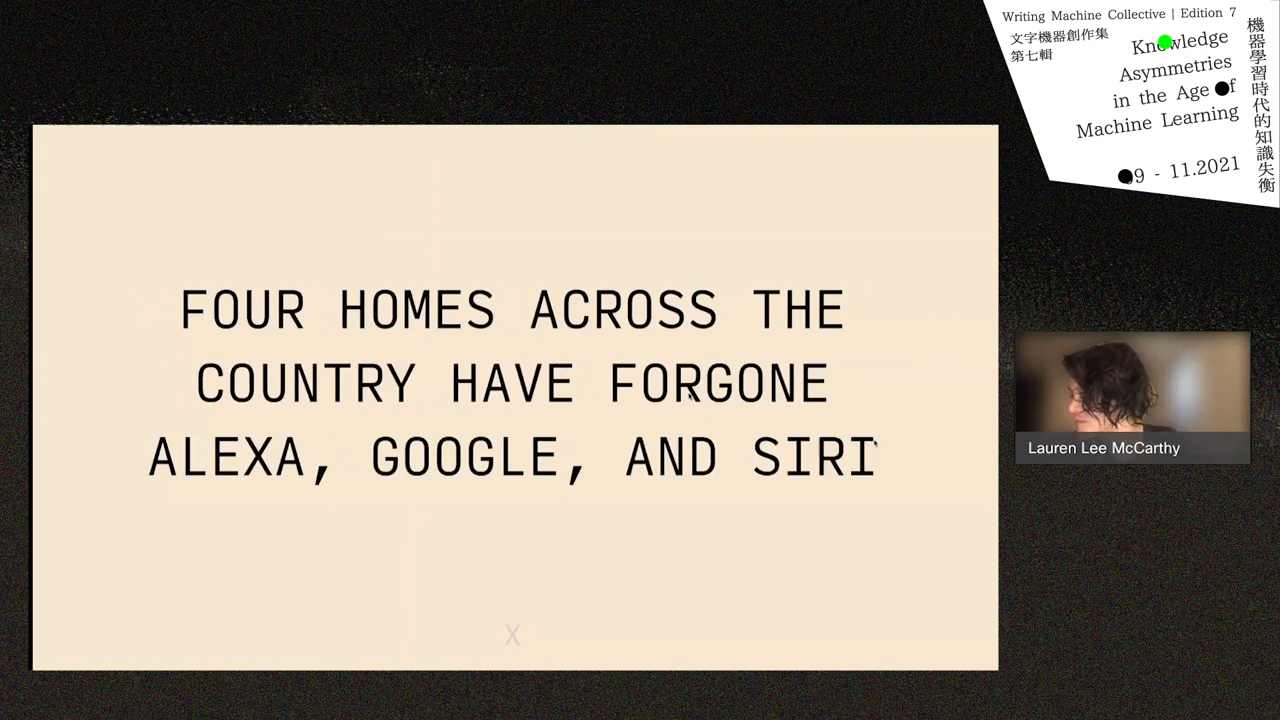 Writing Machine Collective | Edition 7
文字機器創作集
第七輯
Knowledge
Asymmetries
in the Age of
Machine Learning
09 - 11.2021
機器學習時代的知識失衡
FOUR HOMES ACROSS THE
COUNTRY HAVE FORGONE
ALEXA, GOOGLE, AND SIRI
X
Lauren Lee McCarthy